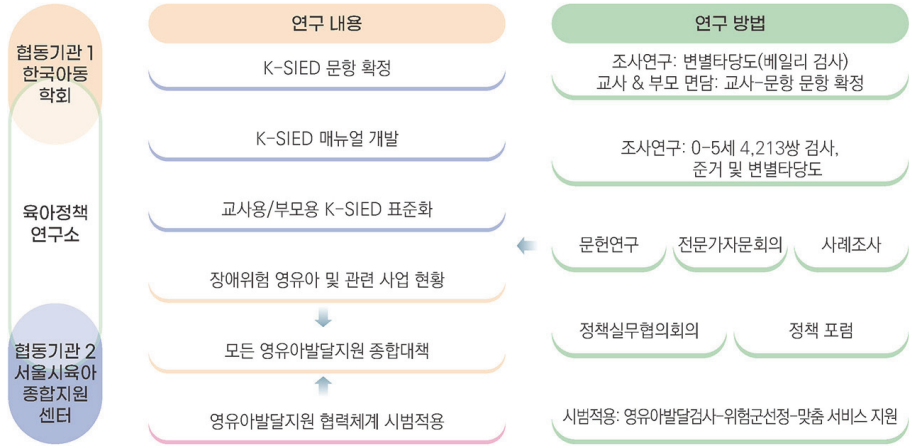 협동기관 1
한국아동
학회
육아정책
연구소
협동기관 2
서울시육아
종합지원
센터
연구 내용
K-SIED 문항 확정
K-SIED 매뉴얼 개발
교사용/부모용 K-SIED 표준화
장애위험 영유아 및 관련 사업 현황
모든 영유아발달지원 종합대책
영유아발달지원 협력체계 시범적용
연구 방법
조사연구: 변별타당도(베일리 검사)
교사 & 부모 면담: 교사-문항 문항 확정
조사연구: 0-5세 4,213쌍 검사,
준거 및 변별타당도
문헌연구
전문가자문회의
사례조사
정책실무협의회의
정책 포럼
시범적용: 영유아발달검사-위험군선정-맞춤 서비스 지원